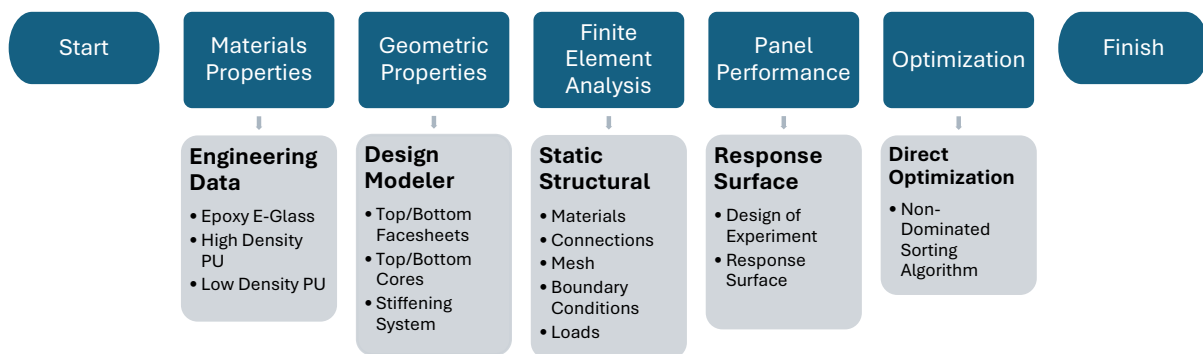 Start
Materials
Properties
Geometric
Properties
Finite
Element
Analysis
Panel
Performance
Optimization
Finish
Engineering
Data
• Epoxy E-Glass
• High Density
PU
• Low Density PU
Design
Modeler
• Top/Bottom
Facesheets
• Top/Bottom
Cores
• Stiffening
System
Static
Structural
• Materials
• Connections
• Mesh
• Boundary
Conditions
• Loads
Response
Surface
• Design of
Experiment
• Response
Surface
Direct
Optimization
• Non-
Dominated
Sorting
Algorithm